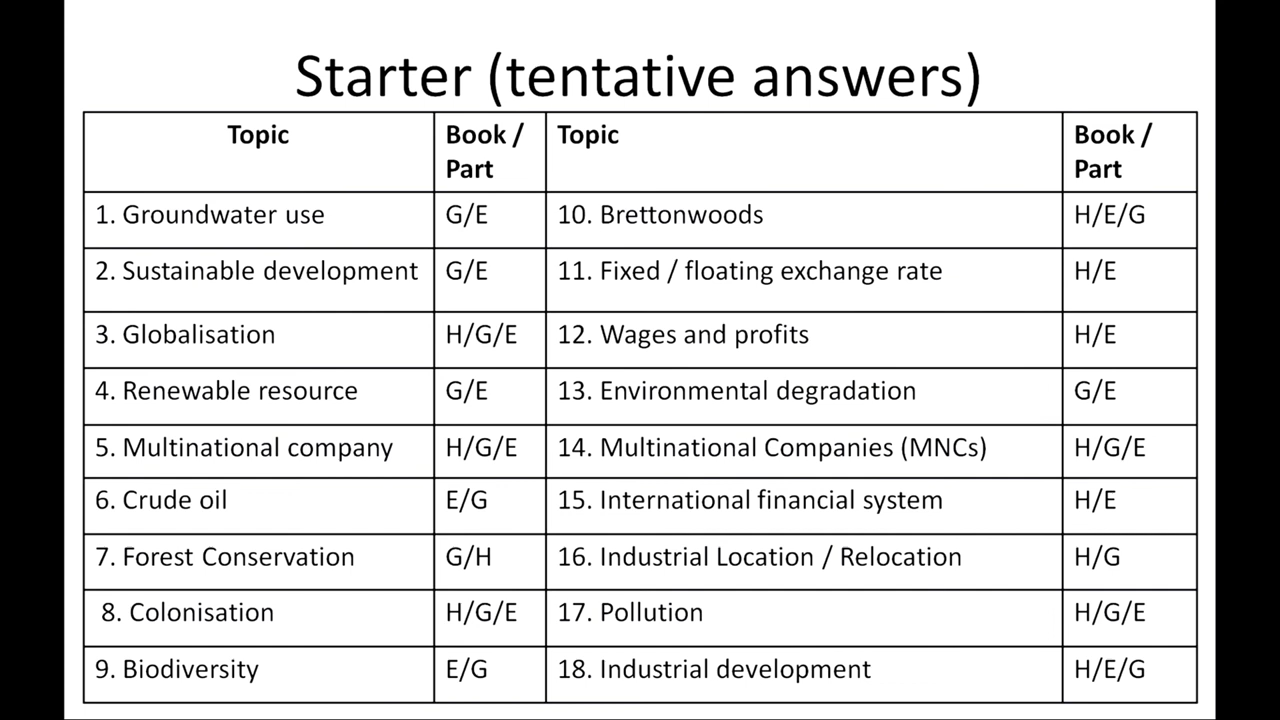 Starter (tentative answers)
Topic Book / Topic Book /
Part Part
1. Groundwater use G/E 10. Brettonwoods H/E/G
2. Sustainable development G/E 11. Fixed / floating exchange rate H/E
3. Globalisation H/G/E 12. Wages and profits H/E
4. Renewable resource G/E 13. Environmental degradation G/E
5. Multinational company H/G/E 14. Multinational Companies (MNCs) H/G/E
6. Crude oil E/G 15. International financial system H/E
7. Forest Conservation G/H 16. Industrial Location / Relocation H/G
8. Colonisation H/G/E 17. Pollution H/G/E
9. Biodiversity E/G 18. Industrial development H/E/G